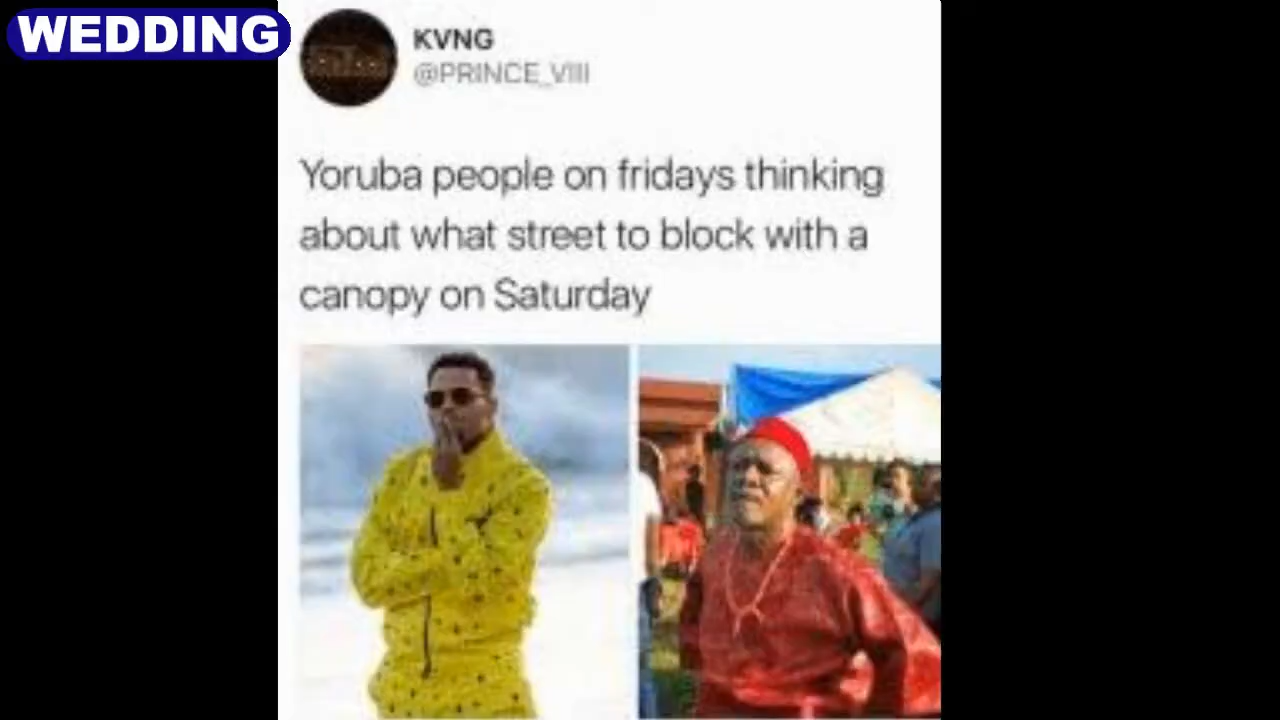 WEDDING
KVNG
@PRINCE_VIII
Yoruba people on fridays thinking
about what street to block with a
canopy on Saturday